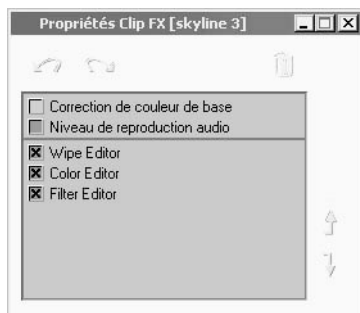 Propriétés Clip FX [skyline 3]
Correction de couleur de base
Niveau de reproduction audio
Wipe Editor
Color Editor
Filter Editor